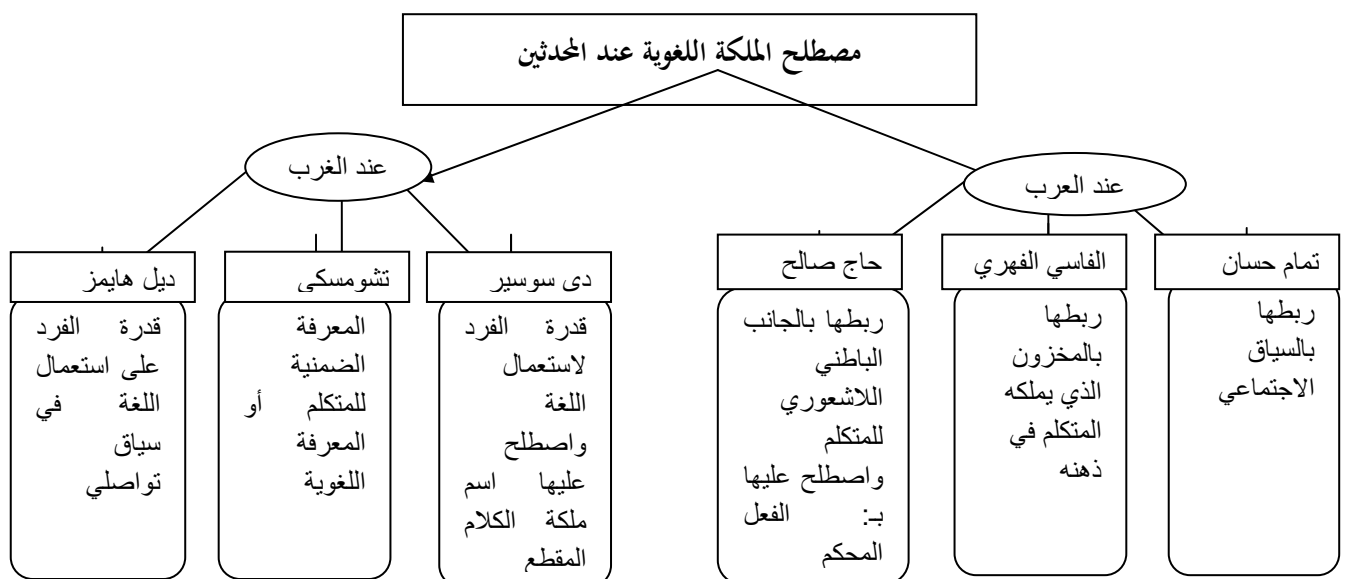 مصطلح الملكة اللغوية عند المحدثين
عند العرب
عند الغرب
تمام حسان
ربطها
بالسياق
الاجتماعي
الفاسي الفهري
ربطها
بالمخزون
الذي يملكه
المتكلم في
ذهنه
حاج صالح
ربطها بالجانب
الباطني
اللاشعوري
للمتكلم
واصطلح عليها
بـ: الفعل
المحكم
دي سوسير
قدرة الفرد
لاستعمال
اللغة
واصطلح
عليها اسم
ملكة الكلام
المقطع
تشومسكي
المعرفة
الضمنية
للمتكلم أو
المعرفة
اللغوية
ديل هايمز
قدرة الفرد
على استعمال
اللغة في
سياق
تواصلي